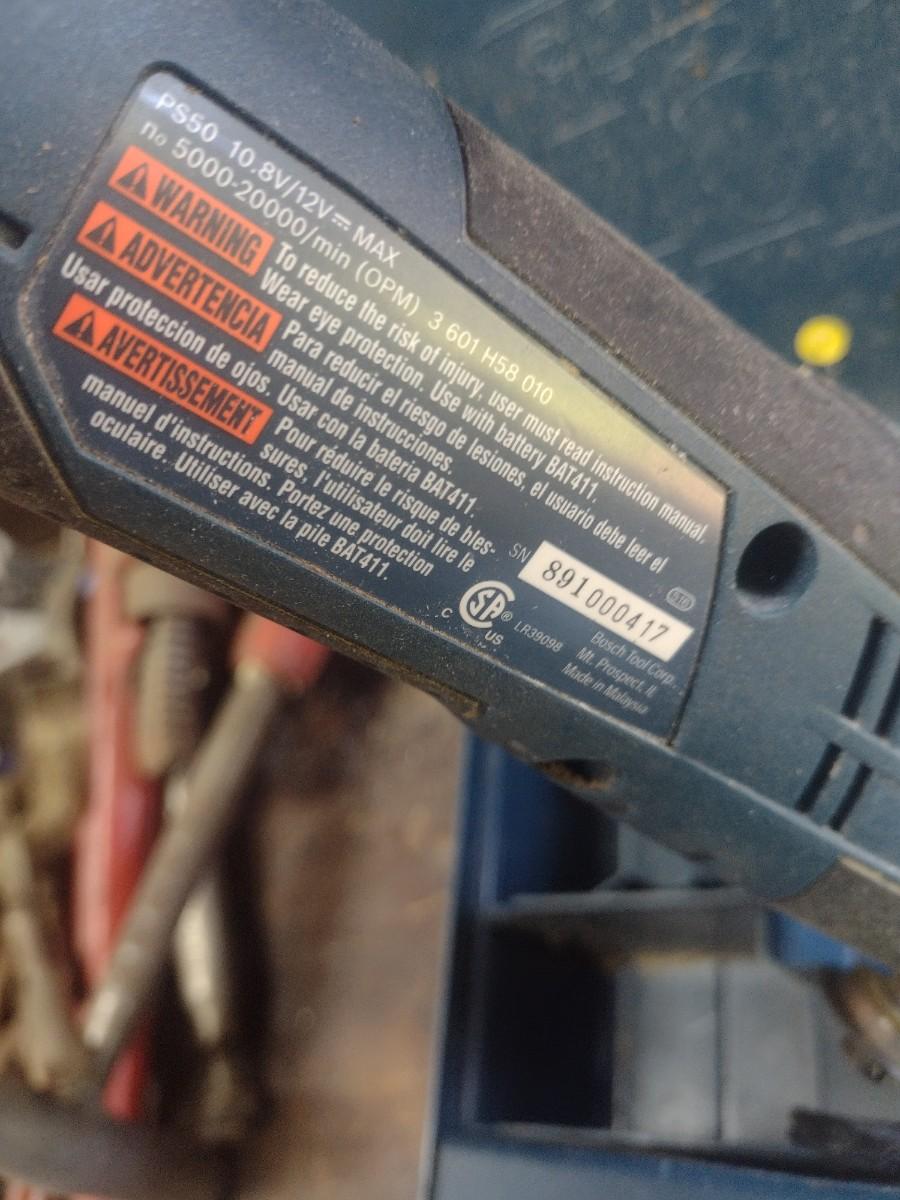 PS50 10.8V/12V⎓ MAX
no 5000-20000/min (OPM) 3 601 H58 010
WARNING To reduce the risk of injury, user must read instruction manual.
Wear eye protection. Use with battery BAT411.
ADVERTENCIA Para reducir el riesgo de lesiones, el usuario debe leer el
manual de instrucciones.
Usar proteccion de ojos. Usar con la bateria BAT411.
AVERTISSEMENT Pour réduire le risque de bles-
sures, l'utilisateur doit lire le
manuel d'instructions. Portez une protection
oculaire. Utiliser avec la pile BAT411.
SN 891000417
C SA® US LR39098
Bosch Tool Corp.
Mt. Prospect, IL
Made in Malaysia